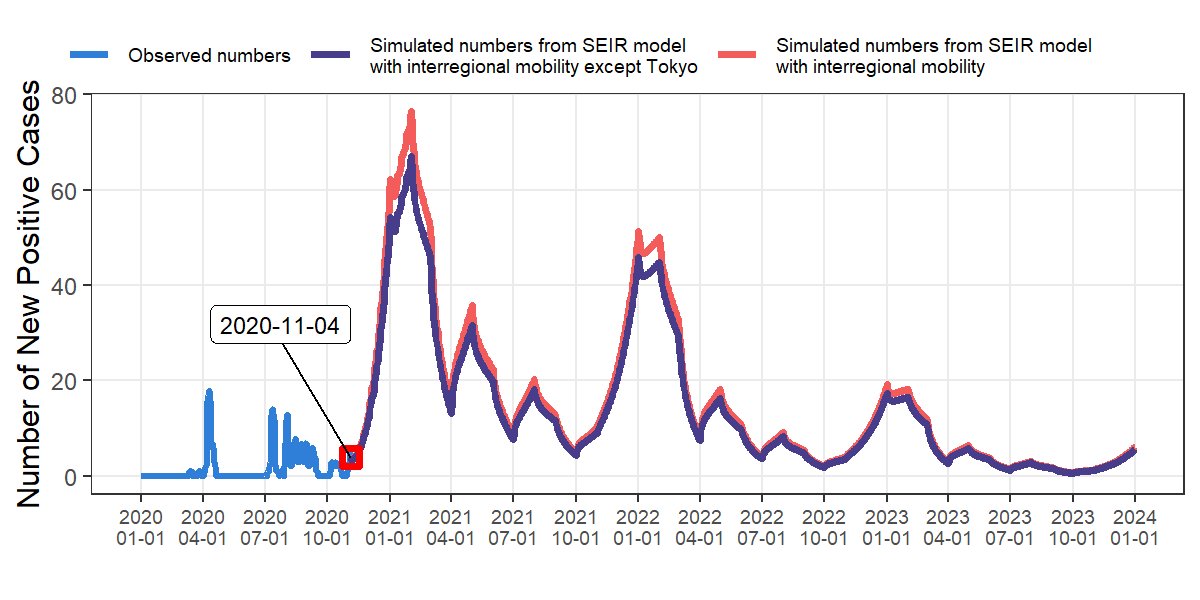 Observed numbers
Simulated numbers from SEIR model
with interregional mobility except Tokyo
Simulated numbers from SEIR model
with interregional mobility
Number of New Positive Cases
80
60
40
20
0
2020-11-04
2020 2020 2020 2020 2021 2021 2021 2021 2022 2022 2022 2022 2023 2023 2023 2023 2024
01-01 04-01 07-01 10-01 01-01 04-01 07-01 10-01 01-01 04-01 07-01 10-01 01-01 04-01 07-01 10-01 01-01